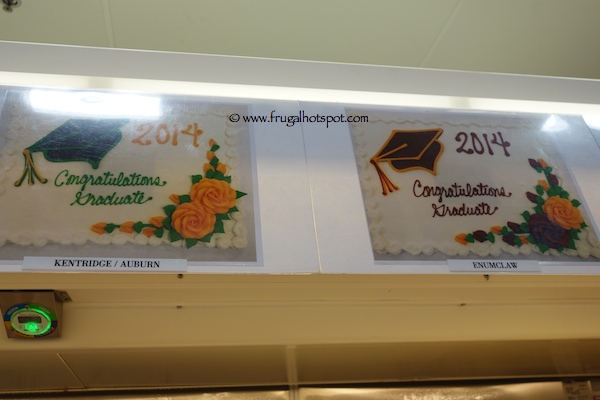 © www.frugalhotspot.com
2014
Congratulations
Graduate
KENTRIDGE / AUBURN
2014
Congratulations
Graduate
ENUMCLAW